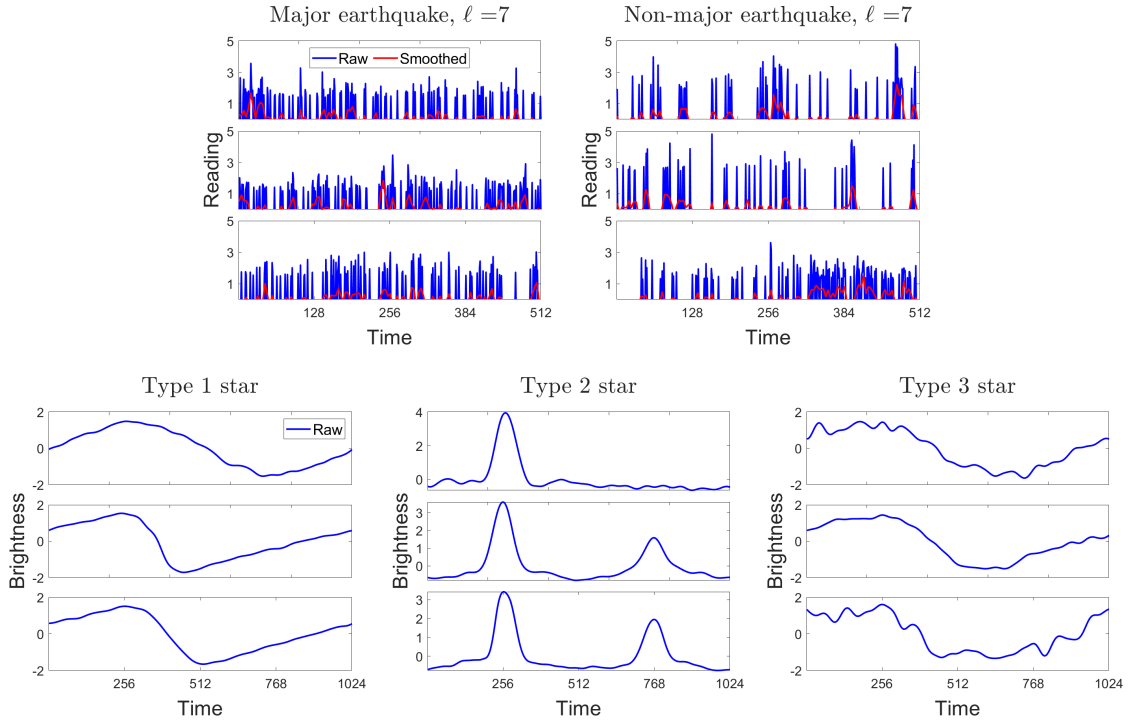 Major earthquake, ℓ =7
Non-major earthquake, ℓ =7
Raw Smoothed
Reading
5
3
1
5
3
1
5
3
1
128 256 384 512
Time
Reading
5
3
1
5
3
1
5
3
1
128 256 384 512
Time
Type 1 star
Type 2 star
Type 3 star
Raw
Brightness
2
0
-2
2
0
-2
2
0
-2
256 512 768 1024
Time
Brightness
4
2
0
3
2
1
0
3
2
1
0
256 512 768 1024
Time
Brightness
2
0
-2
2
0
-2
2
0
-2
256 512 768 1024
Time